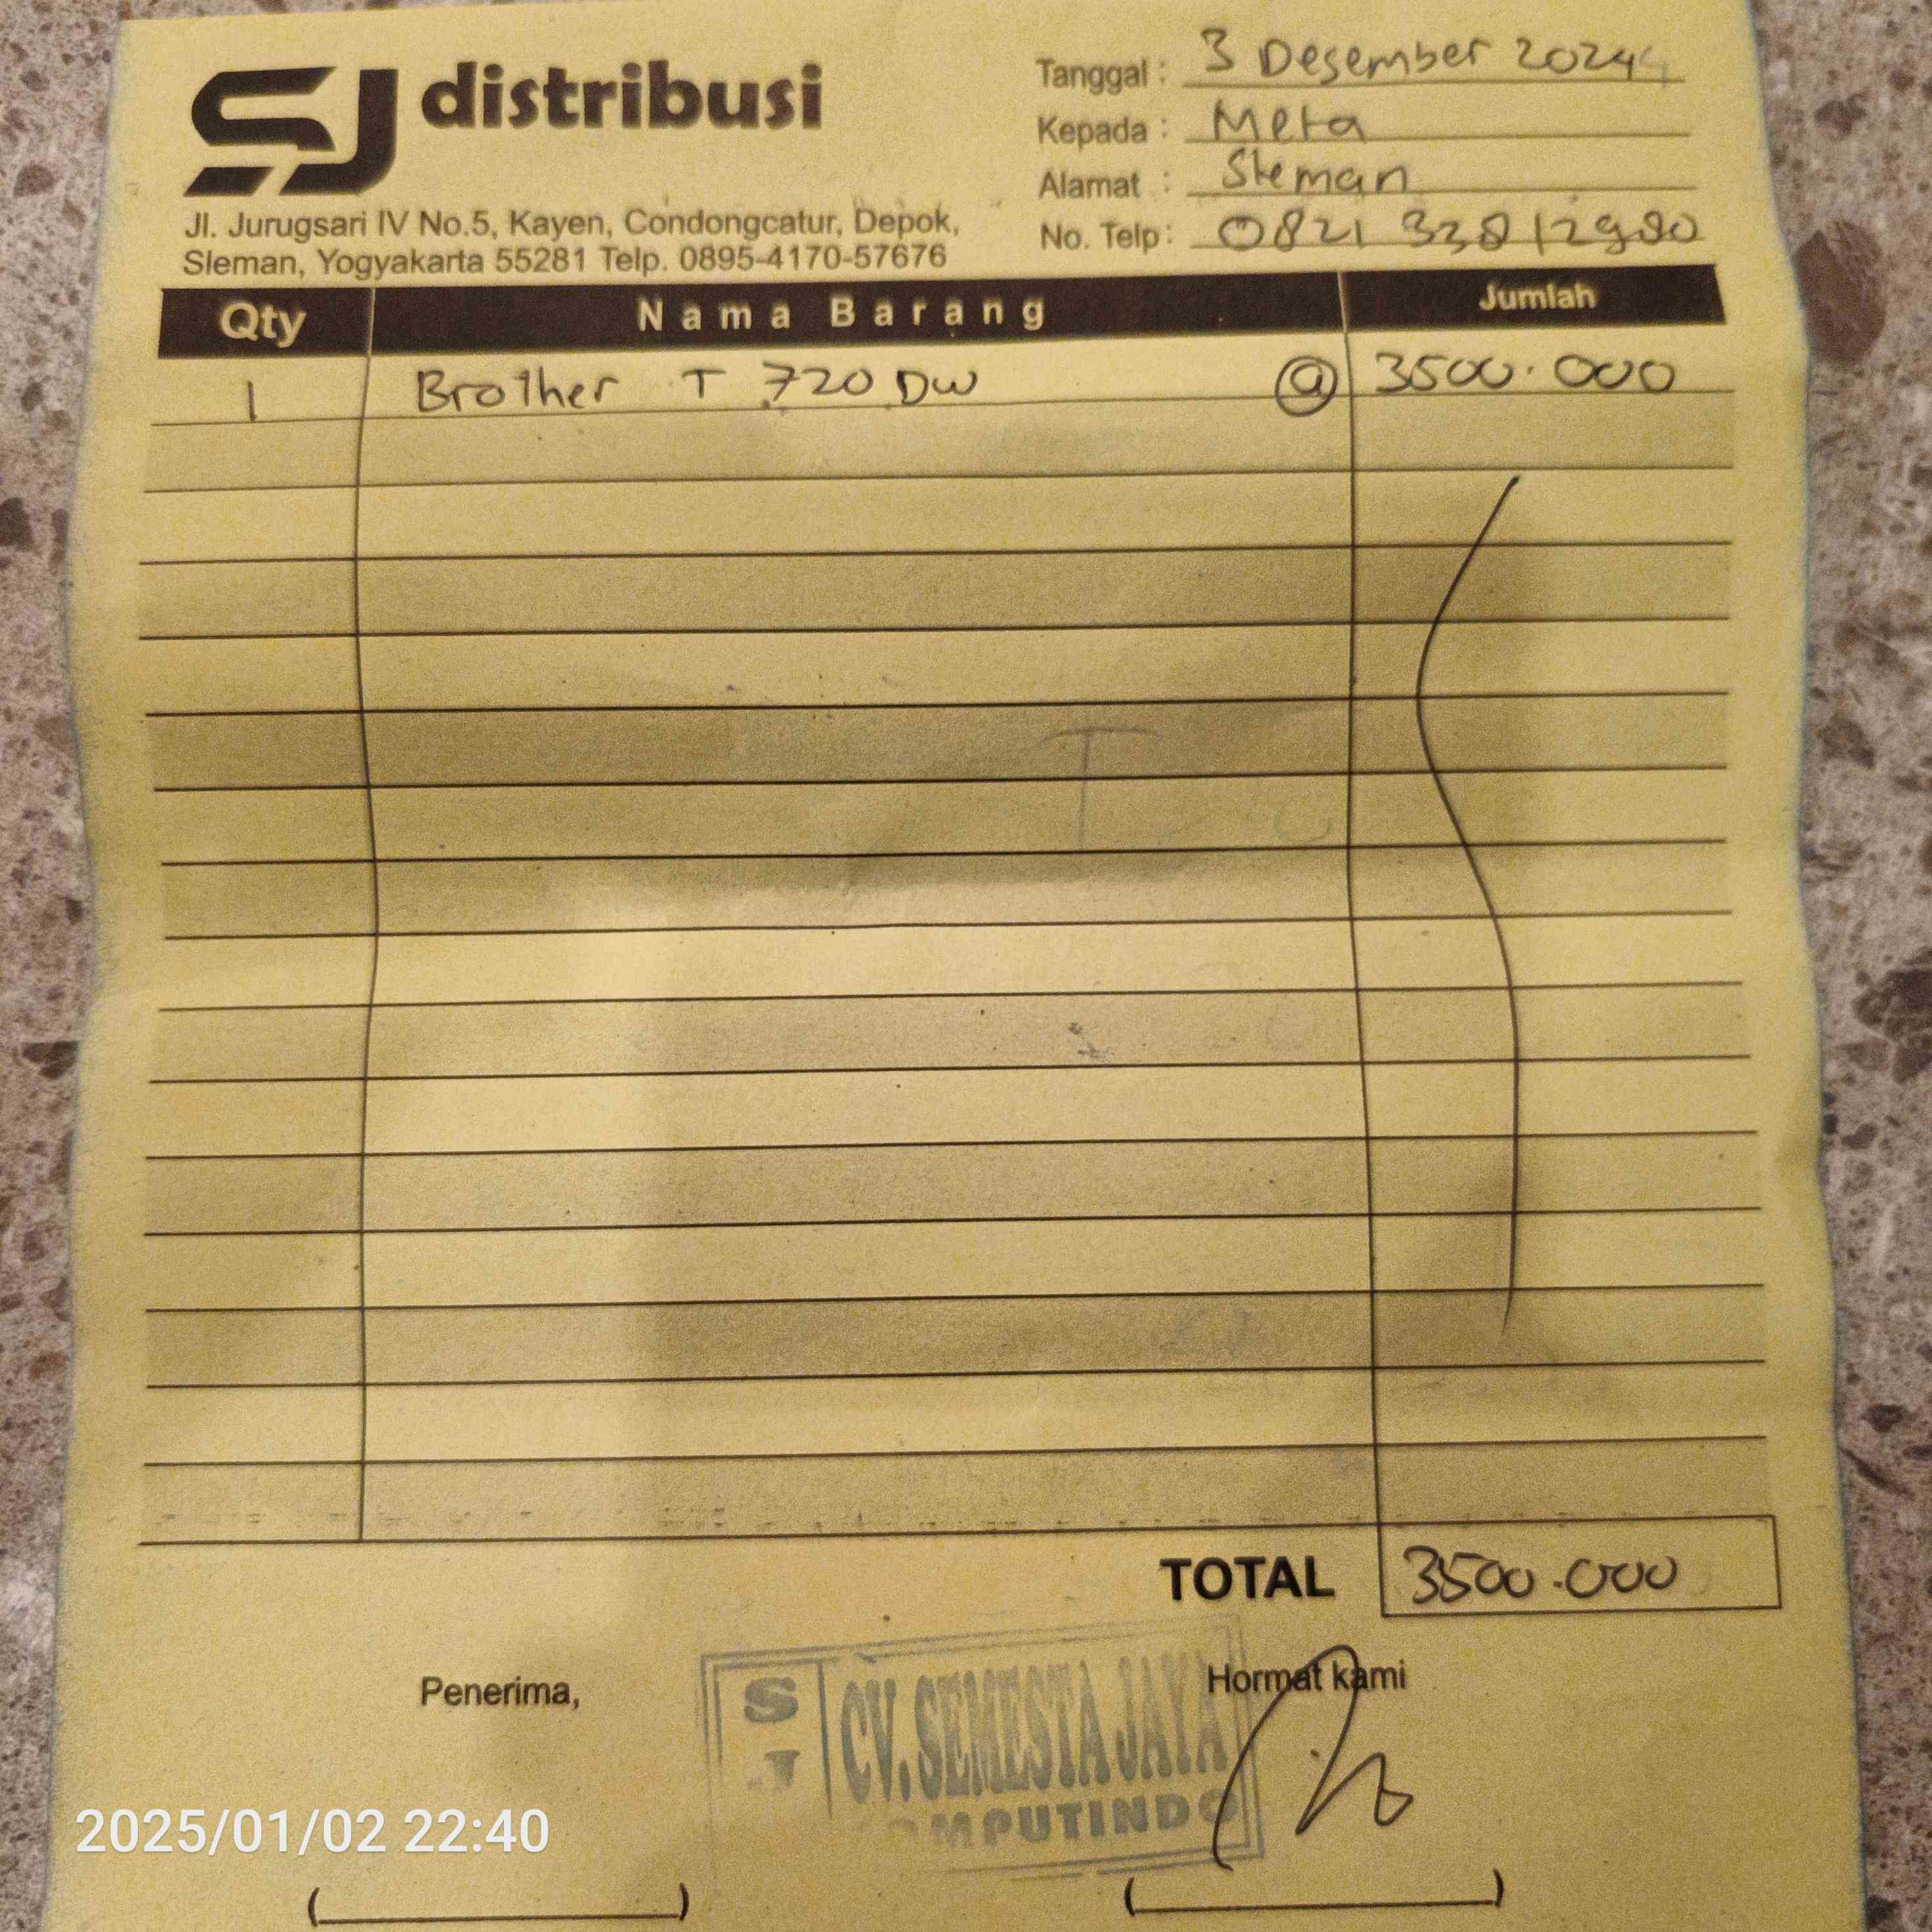 SJ distribusi
Jl. Jurugsari IV No.5, Kayen, Condongcatur, Depok,
Sleman, Yogyakarta 55281 Telp. 0895-4170-57676
Tanggal : 3 Desember 2024
Kepada : Meta
Alamat : Sleman
No. Telp: 0821 338 12980
Qty Nama Barang Jumlah
1 Brother T 720 DW @ 3500.000
TOTAL 3500.000
Penerima,
Hormat kami
SJ CV. SEMESTA JAYA
COMPUTINDO
2025/01/02 22:40